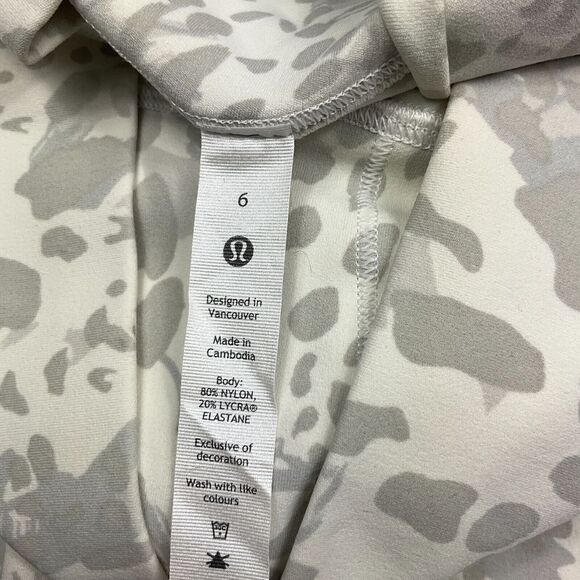 6
Designed in
Vancouver
Made in
Cambodia
Body:
80% NYLON,
20% LYCRA®
ELASTANE
Exclusive of
decoration
Wash with like
colours